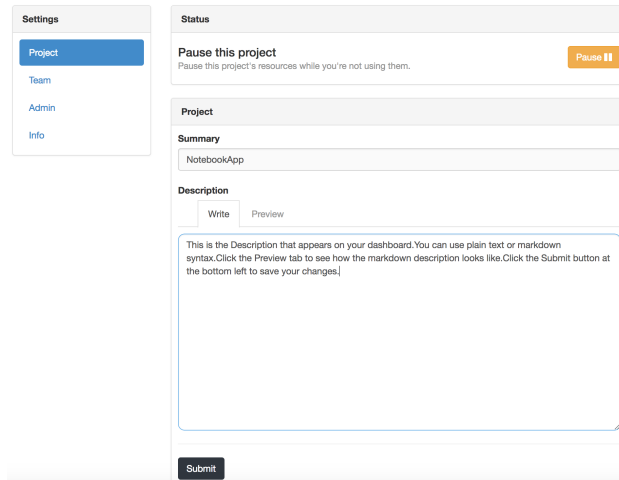 Settings
Project
Team
Admin
Info
Status
Pause this project
Pause this project's resources while you're not using them.
Pause
Project
Summary
NotebookApp
Description
Write Preview
This is the Description that appears on your dashboard.You can use plain text or markdown
syntax.Click the Preview tab to see how the markdown description looks like.Click the Submit button at
the bottom left to save your changes.
Submit